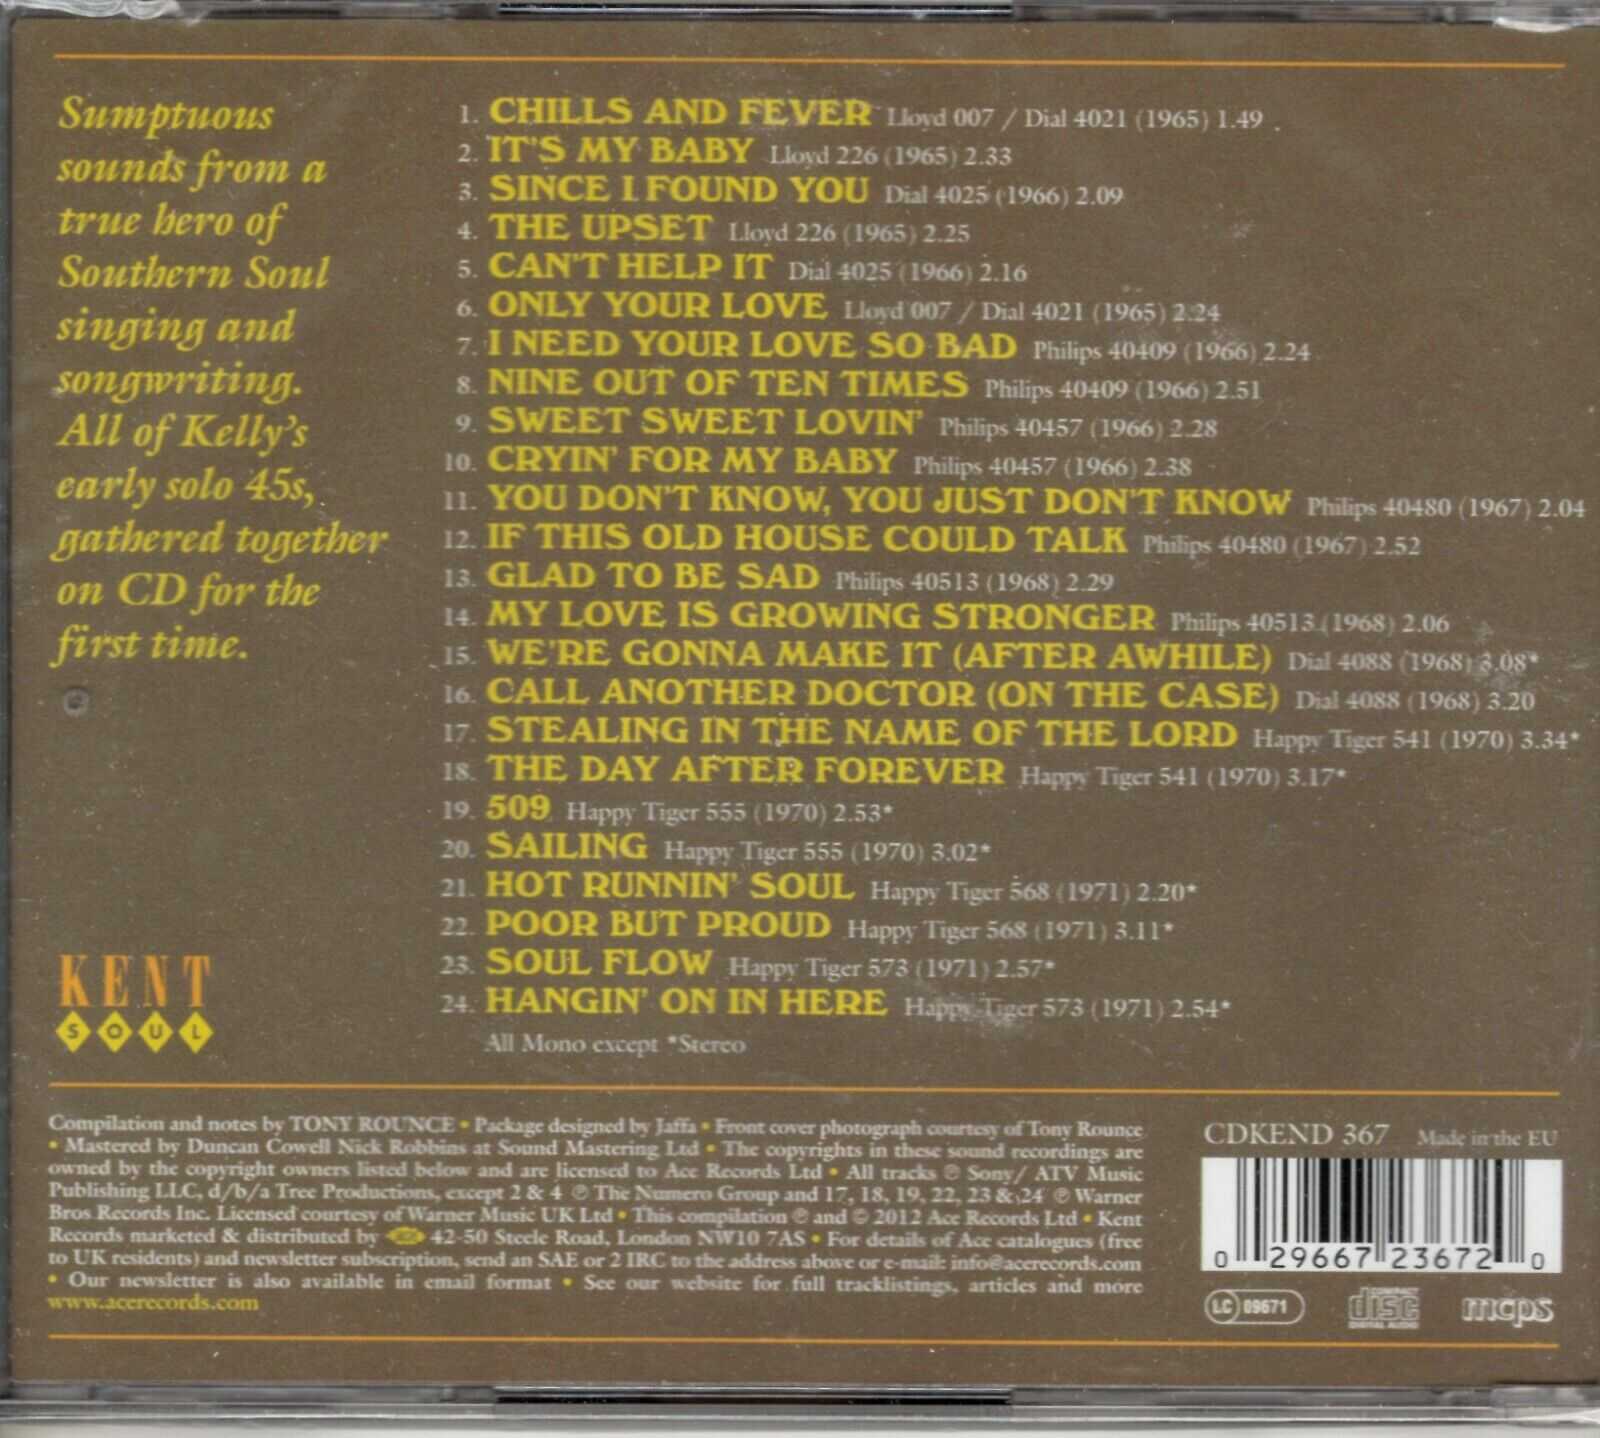 Sumptuous
sounds from a
true hero of
Southern Soul
singing and
songwriting.
All of Kelly's
early solo 45s,
gathered together
on CD for the
first time.
1. CHILLS AND FEVER Lloyd 007 / Dial 4021 (1965) 1.49
2. IT'S MY BABY Lloyd 226 (1965) 2.33
3. SINCE I FOUND YOU Dial 4025 (1966) 2.09
4. THE UPSET Lloyd 226 (1965) 2.25
5. CAN'T HELP IT Dial 4025 (1966) 2.16
6. ONLY YOUR LOVE Lloyd 007 / Dial 4021 (1965) 2.24
7. I NEED YOUR LOVE SO BAD Philips 40409 (1966) 2.24
8. NINE OUT OF TEN TIMES Philips 40409 (1966) 2.51
9. SWEET SWEET LOVIN' Philips 40457 (1966) 2.28
10. CRYIN' FOR MY BABY Philips 40457 (1966) 2.38
11. YOU DON'T KNOW, YOU JUST DON'T KNOW Philips 40480 (1967) 2.04
12. IF THIS OLD HOUSE COULD TALK Philips 40480 (1967) 2.52
13. GLAD TO BE SAD Philips 40513 (1968) 2.29
14. MY LOVE IS GROWING STRONGER Philips 40513 (1968) 2.06
15. WE'RE GONNA MAKE IT (AFTER AWHILE) Dial 4088 (1968) 3.08*
16. CALL ANOTHER DOCTOR (ON THE CASE) Dial 4088 (1968) 3.20
17. STEALING IN THE NAME OF THE LORD Happy Tiger 541 (1970) 3.34*
18. THE DAY AFTER FOREVER Happy Tiger 541 (1970) 3.17*
19. 509 Happy Tiger 555 (1970) 2.53*
20. SAILING Happy Tiger 555 (1970) 3.02*
21. HOT RUNNIN' SOUL Happy Tiger 568 (1971) 2.20*
22. POOR BUT PROUD Happy Tiger 568 (1971) 3.11*
23. SOUL FLOW Happy Tiger 573 (1971) 2.57*
24. HANGIN' ON IN HERE Happy Tiger 573 (1971) 2.54*
All Mono except *Stereo
KENT
SOUL
Compilation and notes by TONY ROUNCE • Package designed by Jaffa • Front cover photograph courtesy of Tony Rounce
• Mastered by Duncan Cowell Nick Robbins at Sound Mastering Ltd • The copyrights in these sound recordings are
owned by the copyright owners listed below and are licensed to Ace Records Ltd • All tracks ℗ Sony/ ATV Music
Publishing LLC, d/b/a Tree Productions, except 2 & 4 ℗ The Numero Group and 17, 18, 19, 22, 23 & 24 ℗ Warner
Bros Records Inc. Licensed courtesy of Warner Music UK Ltd • This compilation ℗ and © 2012 Ace Records Ltd • Kent
Records marketed & distributed by ace 42-50 Steele Road, London NW10 7AS • For details of Ace catalogues (free
to UK residents) and newsletter subscription, send an SAE or 2 IRC to the address above or e-mail: info@acerecords.com
• Our newsletter is also available in email format • See our website for full tracklistings, articles and more
www.acerecords.com
CDKEND 367 Made in the EU
0 29667 23672 0
LC 09671
COMPACT disc DIGITAL AUDIO
mcps